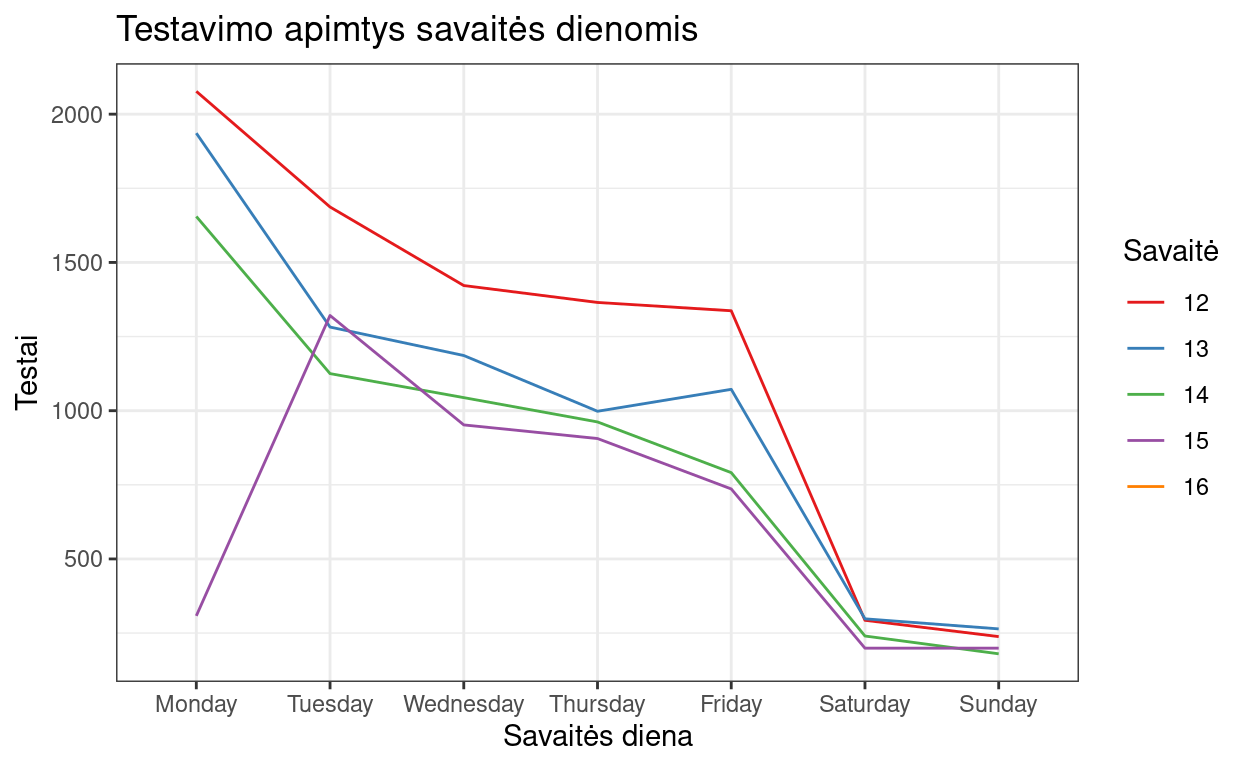 Testavimo apimtys savaitės dienomis
2000
1500
1000
500
Testai
Monday Tuesday Wednesday Thursday Friday Saturday Sunday
Savaitės diena
Savaitė
12
13
14
15
16